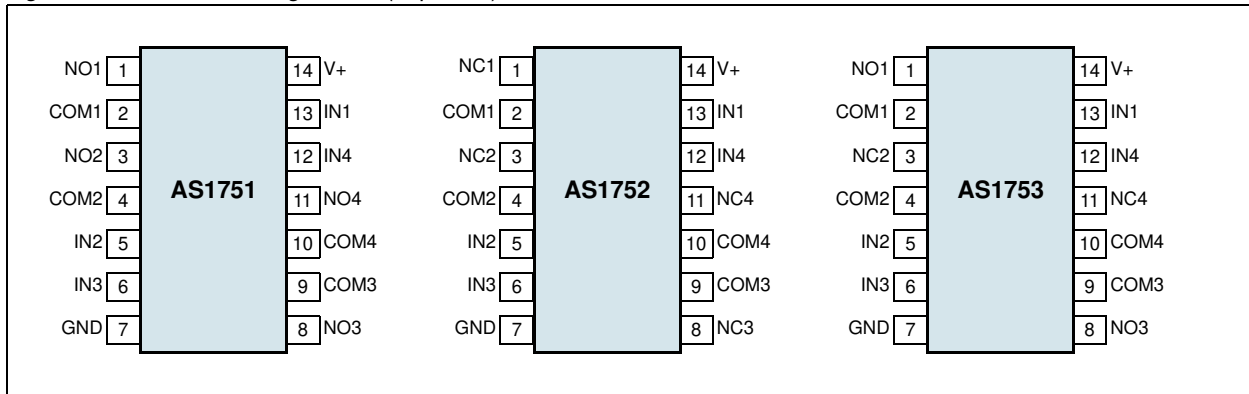 NO1 1 14 V+
COM1 2 13 IN1
NO2 3 12 IN4
COM2 4 AS1751 11 NO4
IN2 5 10 COM4
IN3 6 9 COM3
GND 7 8 NO3
NC1 1 14 V+
COM1 2 13 IN1
NC2 3 12 IN4
COM2 4 AS1752 11 NC4
IN2 5 10 COM4
IN3 6 9 COM3
GND 7 8 NC3
NO1 1 14 V+
COM1 2 13 IN1
NC2 3 12 IN4
COM2 4 AS1753 11 NC4
IN2 5 10 COM4
IN3 6 9 COM3
GND 7 8 NO3